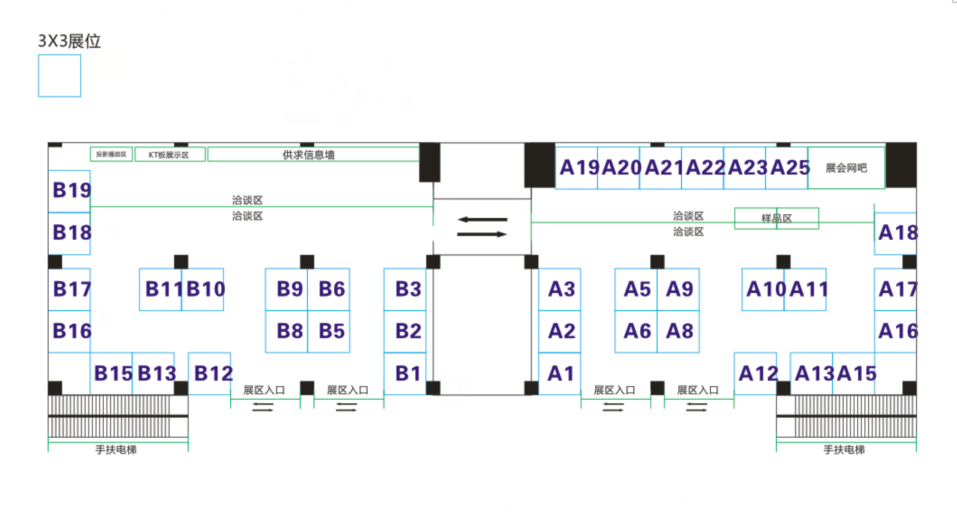 3X3展位
投影播放区 KT板展示区 供求信息墙
A19 A20 A21 A22 A23 A25 展会网吧
B19
洽谈区
洽谈区
洽谈区 样品区
洽谈区
B18 A18
B17 B11 B10 B9 B6 B3 A3 A5 A9 A10 A11 A17
B16 B8 B5 B2 A2 A6 A8 A16
B15 B13 B12 B1 A1 A12 A13 A15
展区入口 展区入口 展区入口 展区入口
手扶电梯 手扶电梯